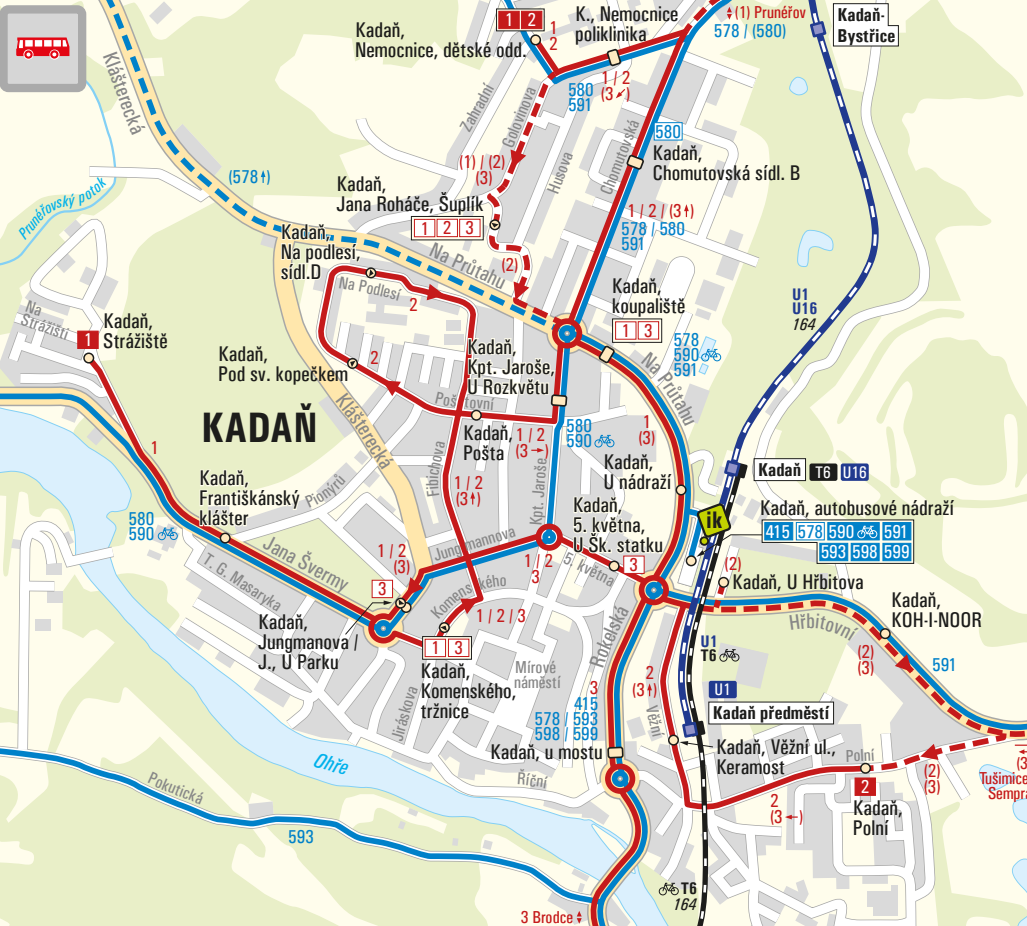 Kadaň,
Nemocnice, dětské odd.
1 2
1
2
K., Nemocnice
poliklinika
(1) Prunéřov
578 / (580)
Kadaň-
Bystřice
Klášterecká
Zahradní
Golovinova
580
591
1 / 2
(3↙)
Husova
Chomutovská
580
Kadaň,
Chomutovská sídl. B
(578↑)
(1) / (2)
(3)
Prunéřovský potok
Kadaň,
Jana Roháče, Šuplík
1 2 3
1 / 2 / (3↑)
578 / 580
591
Kadaň,
Na podlesí,
sídl.D
Na Průtahu
(2)
Na Podlesí
2
Kadaň,
koupaliště
1 3
U1
U16
164
Na
Strážišti
1
Kadaň,
Strážiště
Kadaň,
Pod sv. kopečkem
2
Kadaň,
Kpt. Jaroše,
U Rozkvětu
578
590
591
Na Průtahu
KADAŇ
Klášterecká
Poštovní
Kadaň,
Pošta
1 / 2
(3→)
580
590
1
(3)
1
Fibichova
Kpt. Jaroše
Kadaň,
U nádraží
Kadaň
T6 U16
Kadaň,
Františkánský
klášter
Pionýrů
1 / 2
(3↑)
Kadaň,
5. května,
U Šk. statku
ik
Kadaň, autobusové nádraží
415 578 590 591
593 598 599
580
590
Jana Švermy
T. G. Masaryka
1 / 2
(3)
Jungmannova
1 / 2
3
5. května
3
3
Komenského
1 / 2 / 3
(2)
Kadaň, U Hřbitova
Kadaň,
Jungmanova /
J., U Parku
1 3
Kadaň,
Komenského,
tržnice
Rokelská
U1
T6
Hřbitovní
Kadaň,
KOH-I-NOOR
(2)
(3)
591
Mírové
náměstí
2
(3↑)
U1
Kadaň předměstí
Jiráskova
3
415
578 / 593
598 / 599
Věžní
Kadaň, u mostu
Kadaň, Věžní ul.,
Keramost
Polní
Ohře
Říční
2
Kadaň,
Polní
(2)
(3)
(3
Tušimice
Sempra
Pokutická
593
2
(3←)
T6
164
3 Brodce